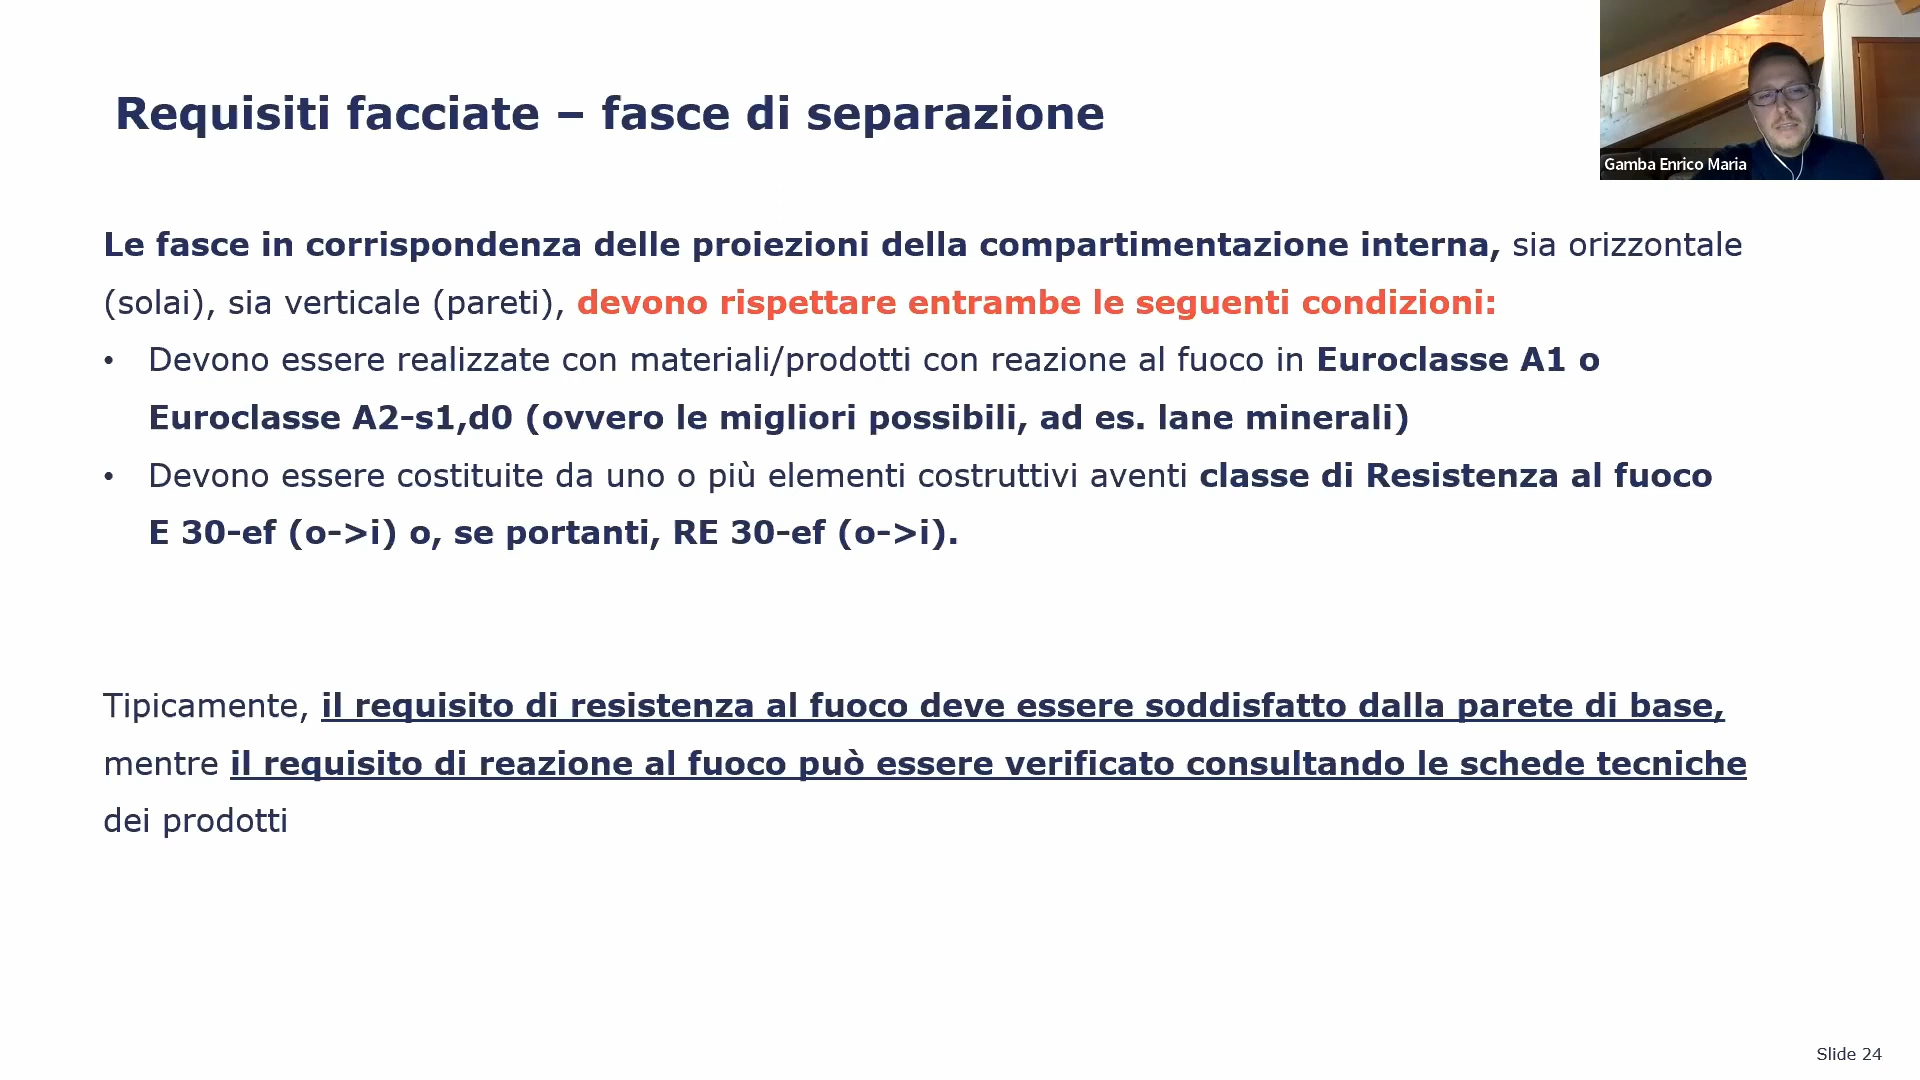 Requisiti facciate – fasce di separazione
Gamba Enrico Maria
Le fasce in corrispondenza delle proiezioni della compartimentazione interna, sia orizzontale
(solai), sia verticale (pareti), devono rispettare entrambe le seguenti condizioni:
• Devono essere realizzate con materiali/prodotti con reazione al fuoco in Euroclasse A1 o
Euroclasse A2-s1,d0 (ovvero le migliori possibili, ad es. lane minerali)
• Devono essere costituite da uno o più elementi costruttivi aventi classe di Resistenza al fuoco
E 30-ef (o->i) o, se portanti, RE 30-ef (o->i).
Tipicamente, il requisito di resistenza al fuoco deve essere soddisfatto dalla parete di base,
mentre il requisito di reazione al fuoco può essere verificato consultando le schede tecniche
dei prodotti
Slide 24